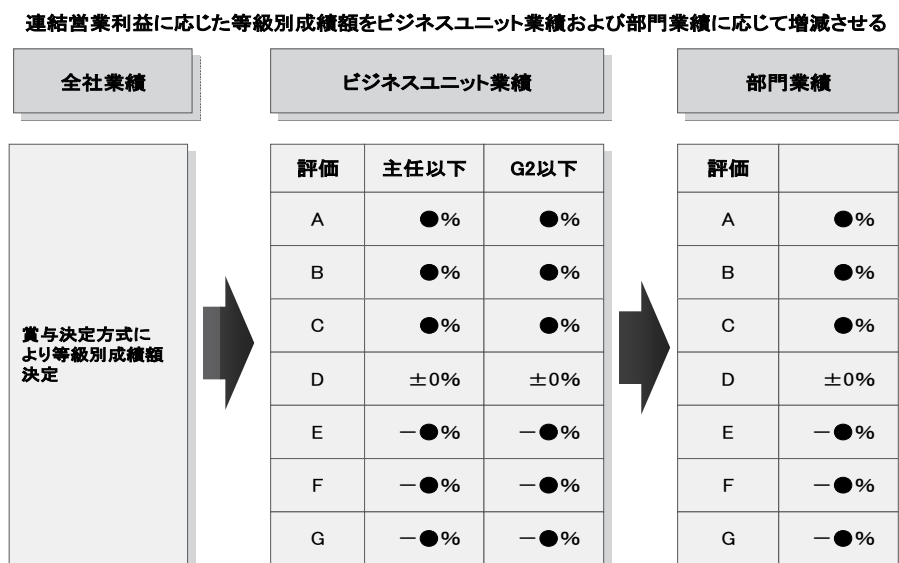 連結営業利益に応じた等級別成績額をビジネスユニット業績および部門業績に応じて増減させる
全社業績
ビジネスユニット業績
部門業績
賞与決定方式に
より等級別成績額
決定
評価 主任以下 G2以下
A ●% ●%
B ●% ●%
C ●% ●%
D ±0% ±0%
E －●% －●%
F －●% －●%
G －●% －●%
評価
A ●%
B ●%
C ●%
D ±0%
E －●%
F －●%
G －●%